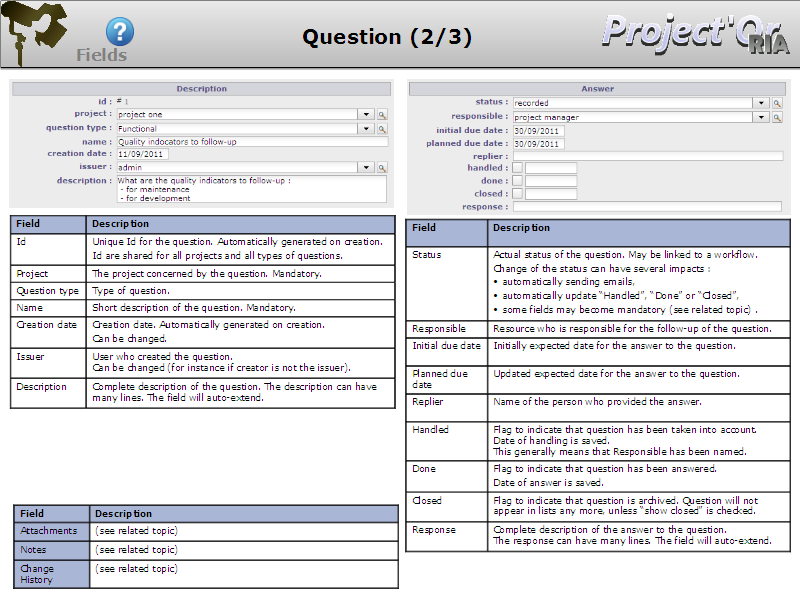 Fields
Question (2/3)
Project'Or
RIA
Description
id : # 1
project : project one
question type : Functional
name : Quality indocators to follow-up
creation date : 11/09/2011
issuer : admin
description : What are the quality indicators to follow-up :
- for maintenance
- for development
Field Description
Id Unique Id for the question. Automatically generated on creation.
Id are shared for all projects and all types of questions.
Project The project concerned by the question. Mandatory.
Question type Type of question.
Name Short description of the question. Mandatory.
Creation date Creation date. Automatically generated on creation.
Can be changed.
Issuer User who created the question.
Can be changed (for instance if creator is not the issuer).
Description Complete description of the question. The description can have
many lines. The field will auto-extend.
Field Description
Attachments (see related topic)
Notes (see related topic)
Change (see related topic)
History
Answer
status : recorded
responsible : project manager
initial due date : 30/09/2011
planned due date : 30/09/2011
replier :
handled :
done :
closed :
response :
Field Description
Status Actual status of the question. May be linked to a workflow.
Change of the status can have several impacts :
• automatically sending emails,
• automatically update “Handled”, “Done” or “Closed”,
• some fields may become mandatory (see related topic) .
Responsible Resource who is responsible for the follow-up of the question.
Initial due date Initially expected date for the answer to the question.
Planned due Updated expected date for the answer to the question.
date
Replier Name of the person who provided the answer.
Handled Flag to indicate that question has been taken into account.
Date of handling is saved.
This generally means that Responsible has been named.
Done Flag to indicate that question has been answered.
Date of answer is saved.
Closed Flag to indicate that question is archived. Question will not
appear in lists any more, unless “show closed” is checked.
Response Complete description of the answer to the question.
The response can have many lines. The field will auto-extend.